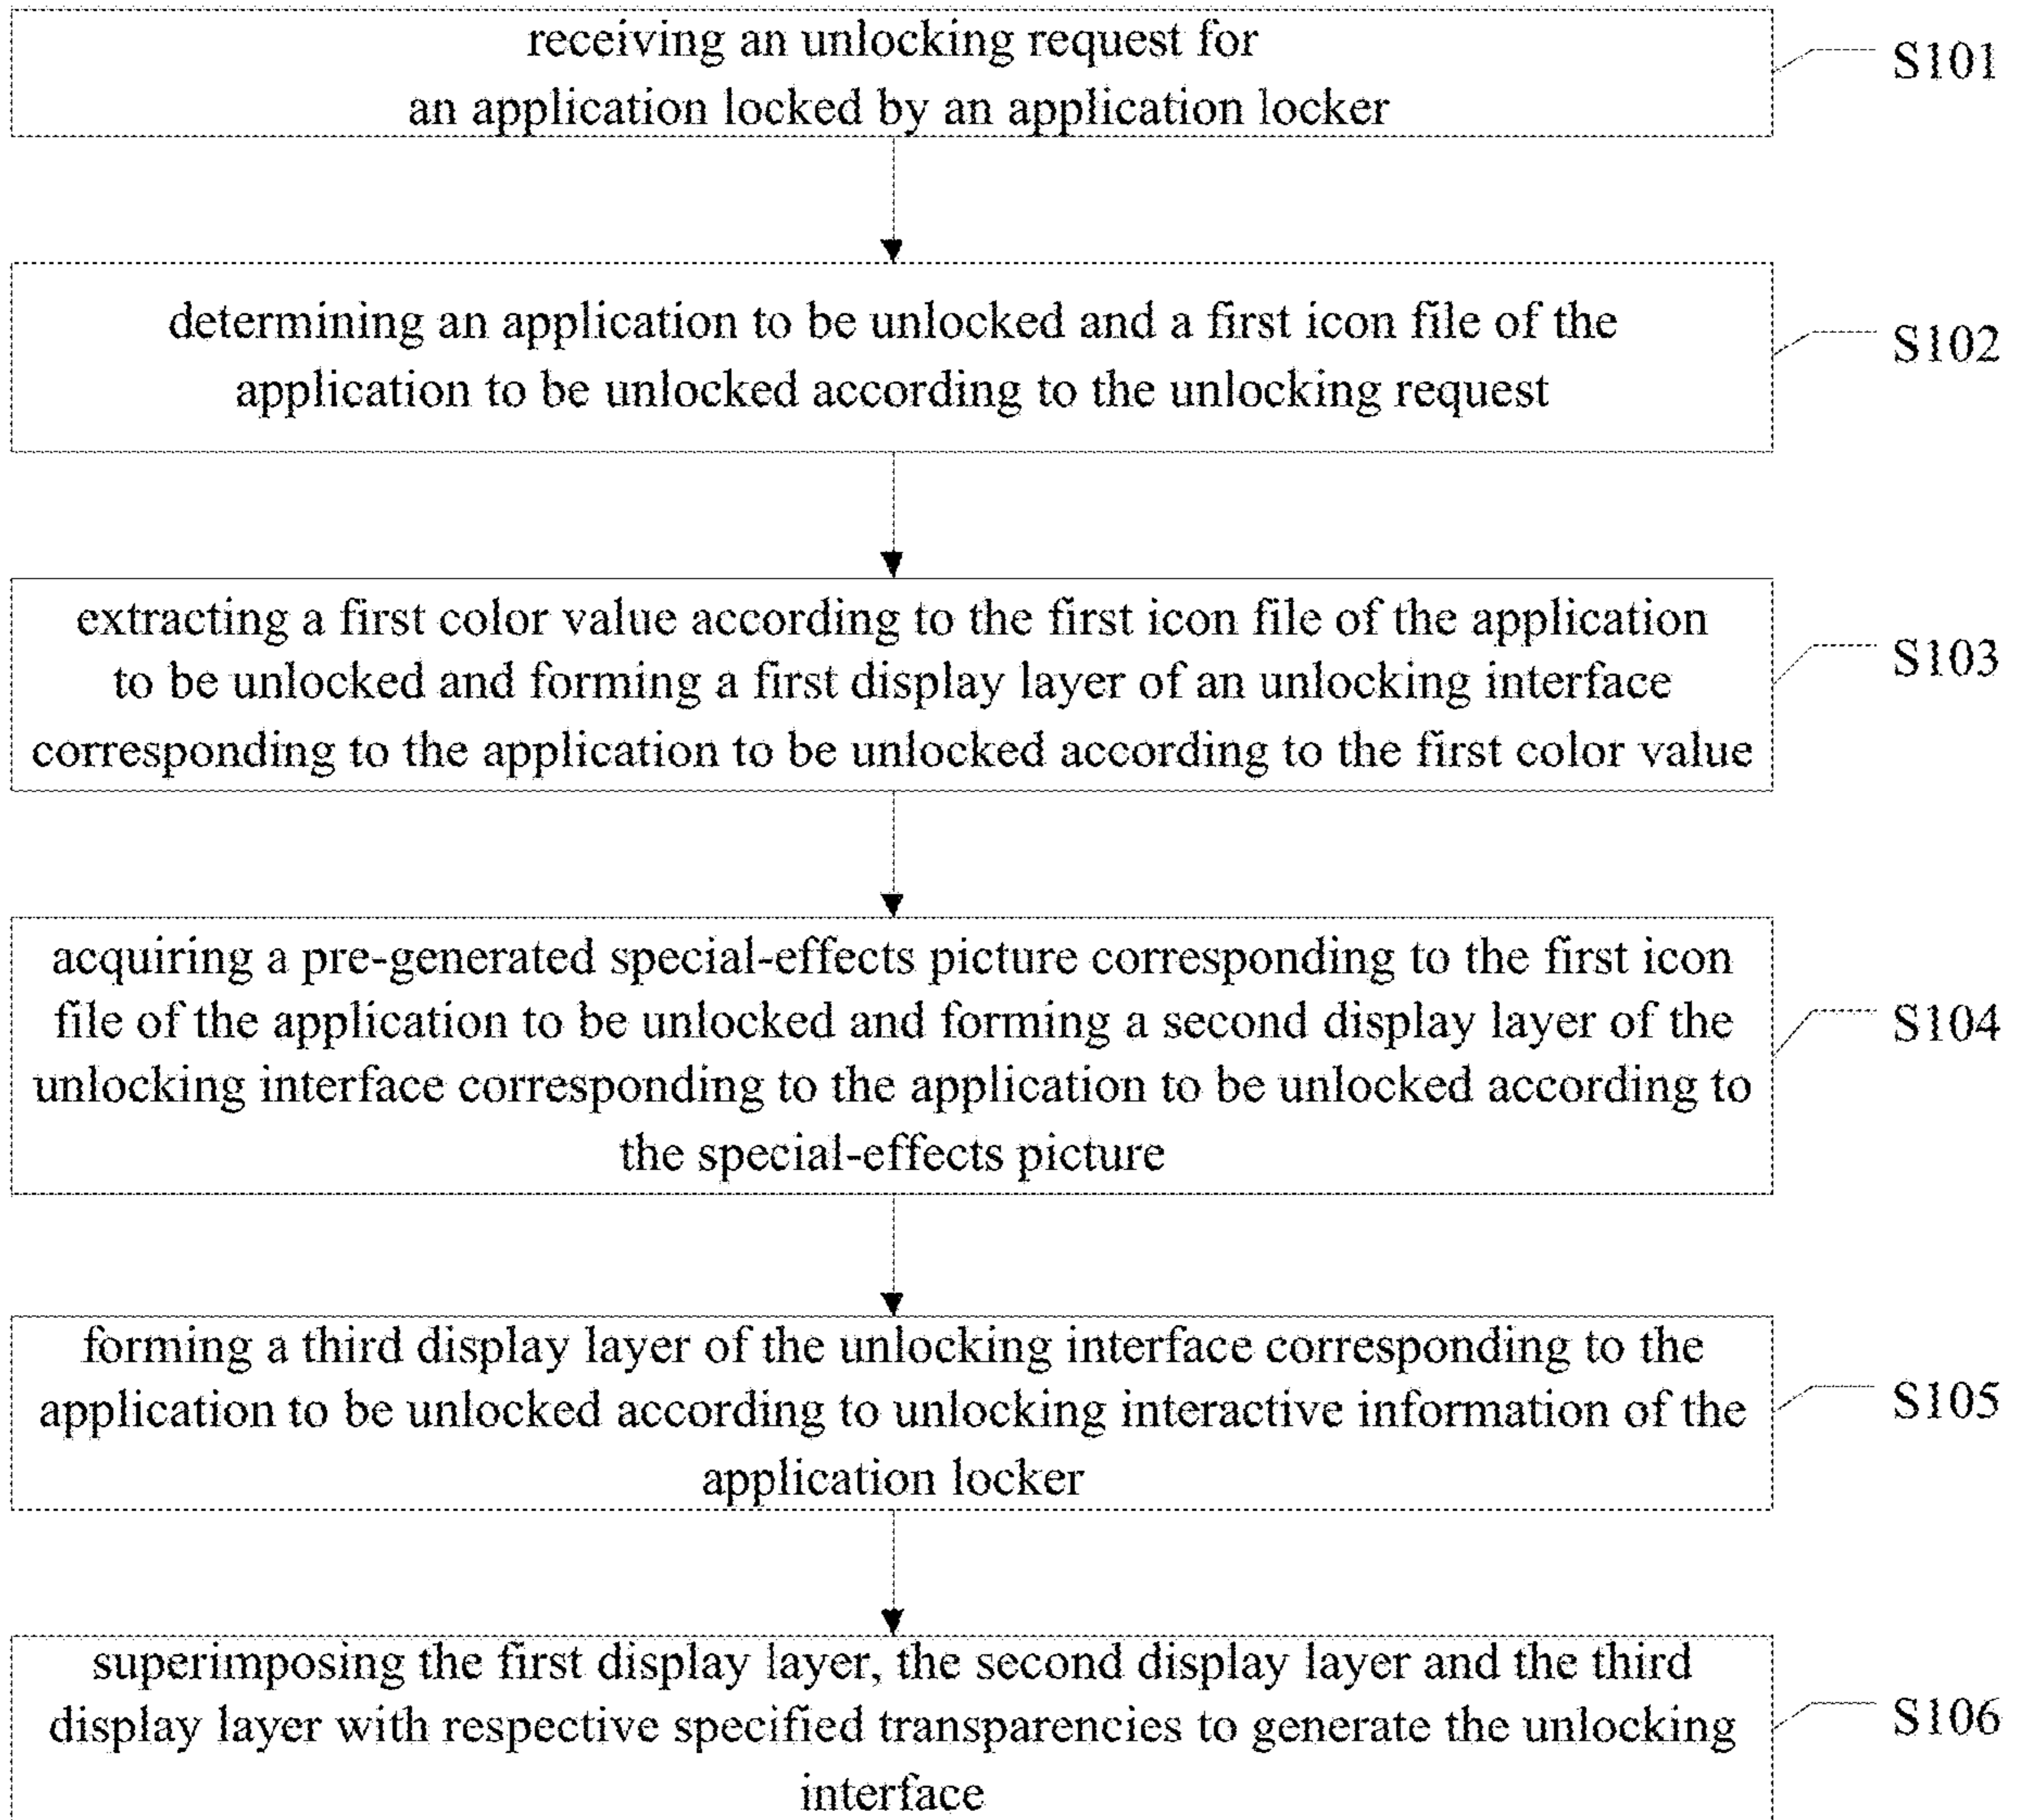 receiving an unlocking request for
an application locked by an application locker
S101
determining an application to be unlocked and a first icon file of the
application to be unlocked according to the unlocking request
S102
extracting a first color value according to the first icon file of the application
to be unlocked and forming a first display layer of an unlocking interface
corresponding to the application to be unlocked according to the first color value
S103
acquiring a pre-generated special-effects picture corresponding to the first icon
file of the application to be unlocked and forming a second display layer of the
unlocking interface corresponding to the application to be unlocked according to
the special-effects picture
S104
forming a third display layer of the unlocking interface corresponding to the
application to be unlocked according to unlocking interactive information of the
application locker
S105
superimposing the first display layer, the second display layer and the third
display layer with respective specified transparencies to generate the unlocking
interface
S106